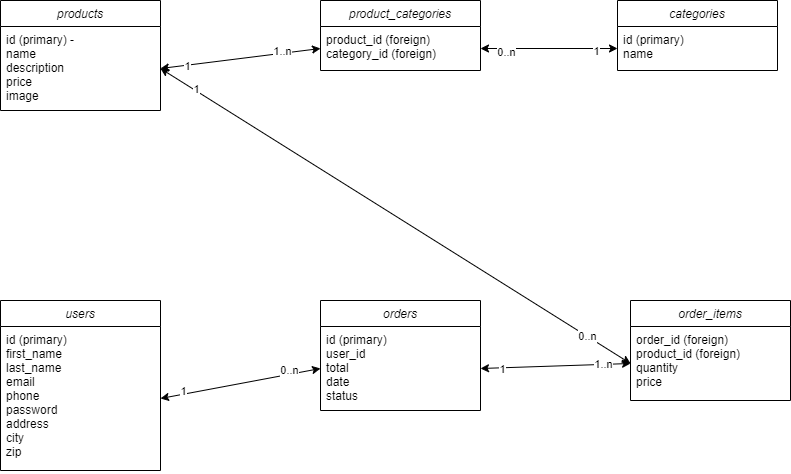 products
id (primary) -
name
description
price
image
product_categories
product_id (foreign)
category_id (foreign)
categories
id (primary)
name
1
1..n
0..n
1
1
0..n
users
id (primary)
first_name
last_name
email
phone
password
address
city
zip
orders
id (primary)
user_id
total
date
status
order_items
order_id (foreign)
product_id (foreign)
quantity
price
1
0..n
1
1..n